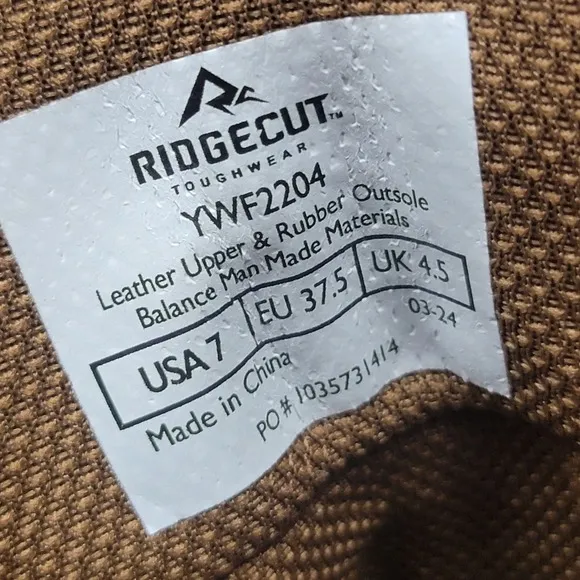 RIDGECUT™
TOUGHWEAR
YWF2204
Leather Upper & Rubber Outsole
Balance Man Made Materials
USA 7 EU 37.5 UK 4.5
Made in China 03-24
PO# 1035731414